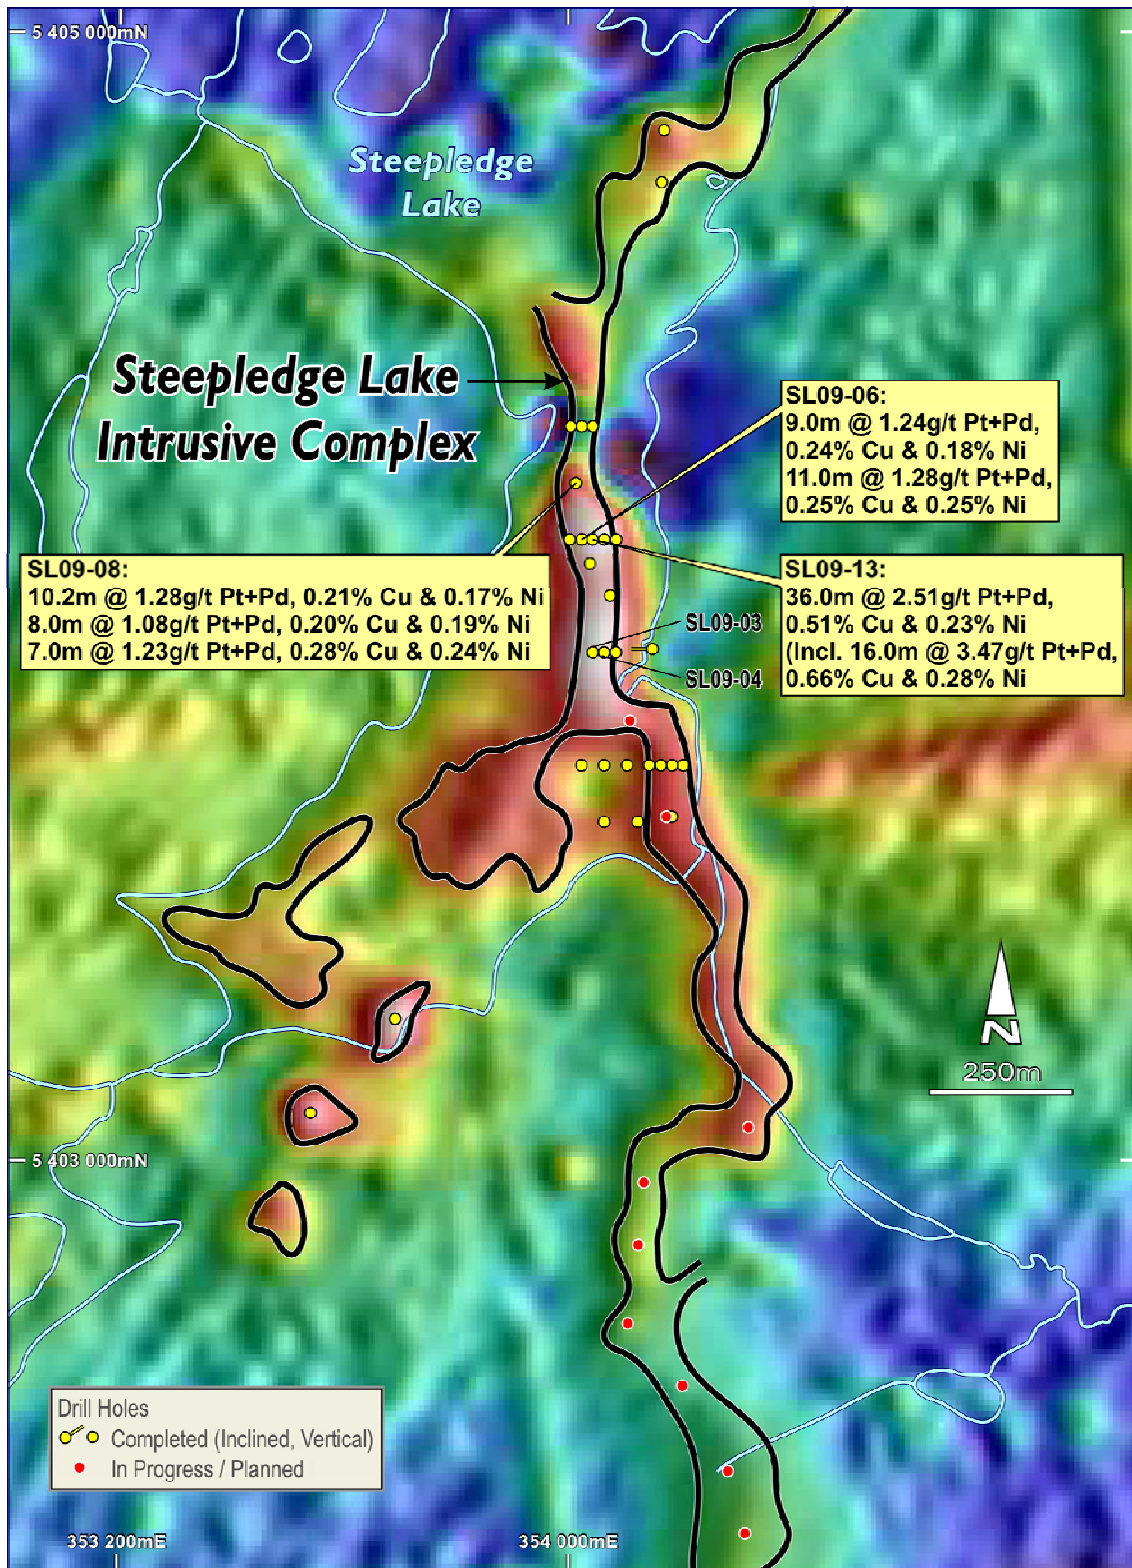 5 405 000mN
Steepledge
Lake
Steepledge Lake
Intrusive Complex
SL09-06:
9.0m @ 1.24g/t Pt+Pd,
0.24% Cu & 0.18% Ni
11.0m @ 1.28g/t Pt+Pd,
0.25% Cu & 0.25% Ni
SL09-08:
10.2m @ 1.28g/t Pt+Pd, 0.21% Cu & 0.17% Ni
8.0m @ 1.08g/t Pt+Pd, 0.20% Cu & 0.19% Ni
7.0m @ 1.23g/t Pt+Pd, 0.28% Cu & 0.24% Ni
SL09-13:
36.0m @ 2.51g/t Pt+Pd,
0.51% Cu & 0.23% Ni
(Incl. 16.0m @ 3.47g/t Pt+Pd,
0.66% Cu & 0.28% Ni
SL09-03
SL09-04
N
250m
5 403 000mN
Drill Holes
Completed (Inclined, Vertical)
In Progress / Planned
353 200mE
354 000mE